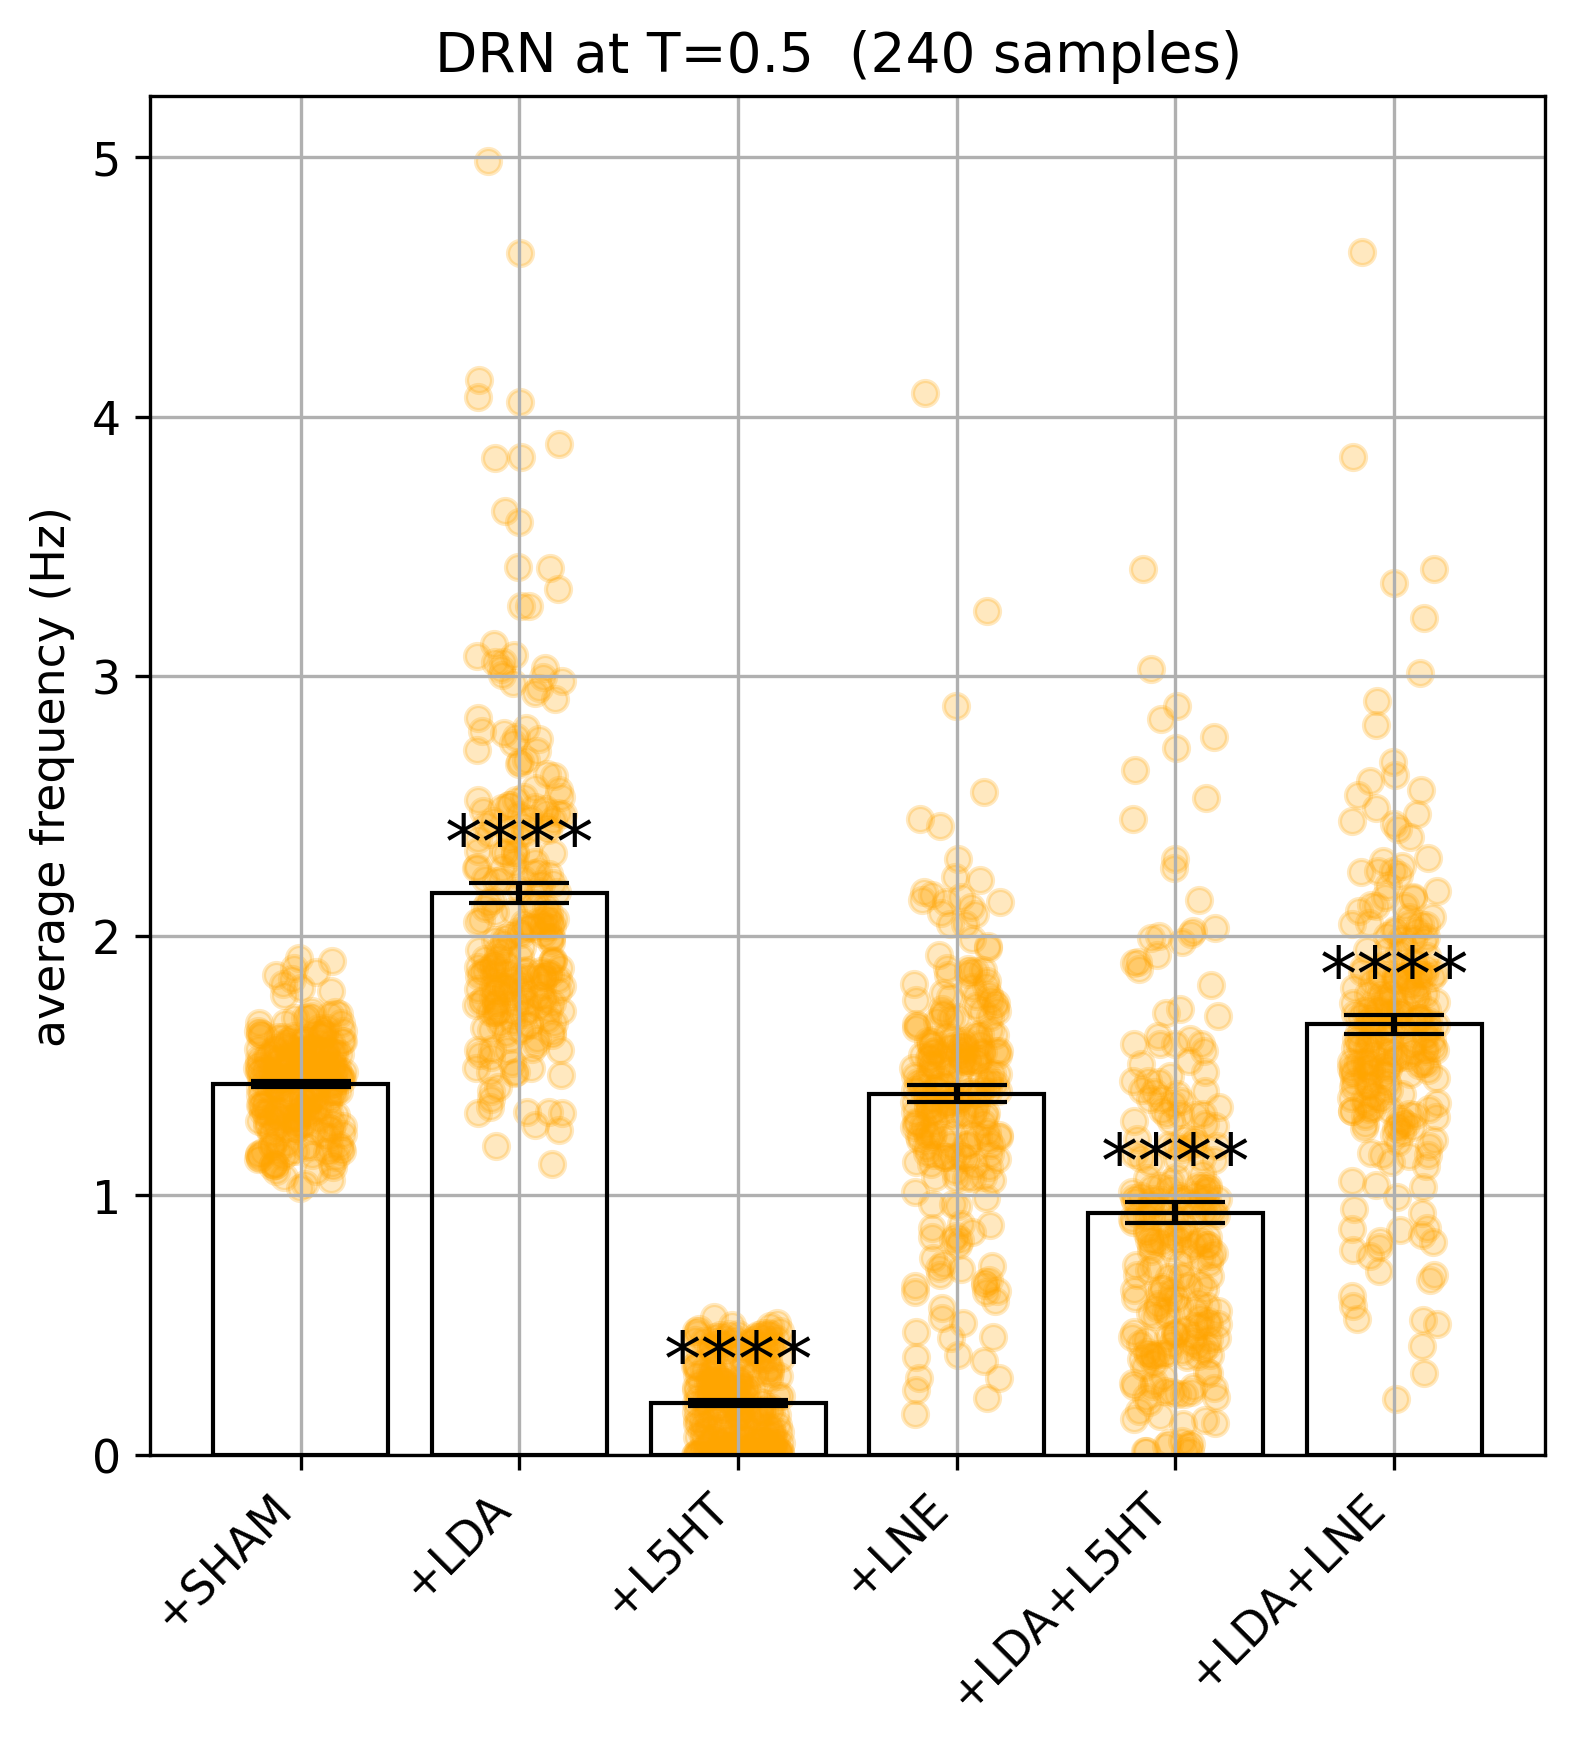 DRN at T=0.5 (240 samples)
average frequency (Hz)
5
4
3
2
1
0
****
****
****
****
+SHAM
+LDA
+L5HT
+LNE
+LDA+L5HT
+LDA+LNE